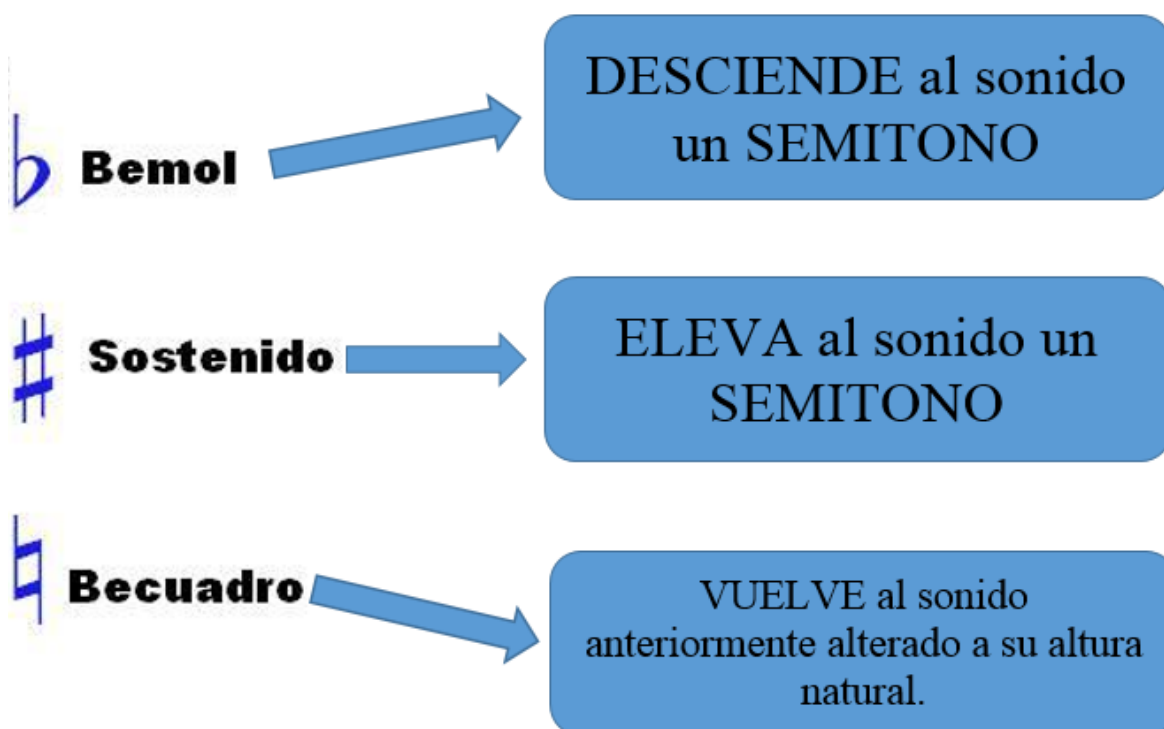 Bemol
DESCIENDE al sonido
un SEMITONO
Sostenido
ELEVA al sonido un
SEMITONO
Becuadro
VUELVE al sonido
anteriormente alterado a su altura
natural.